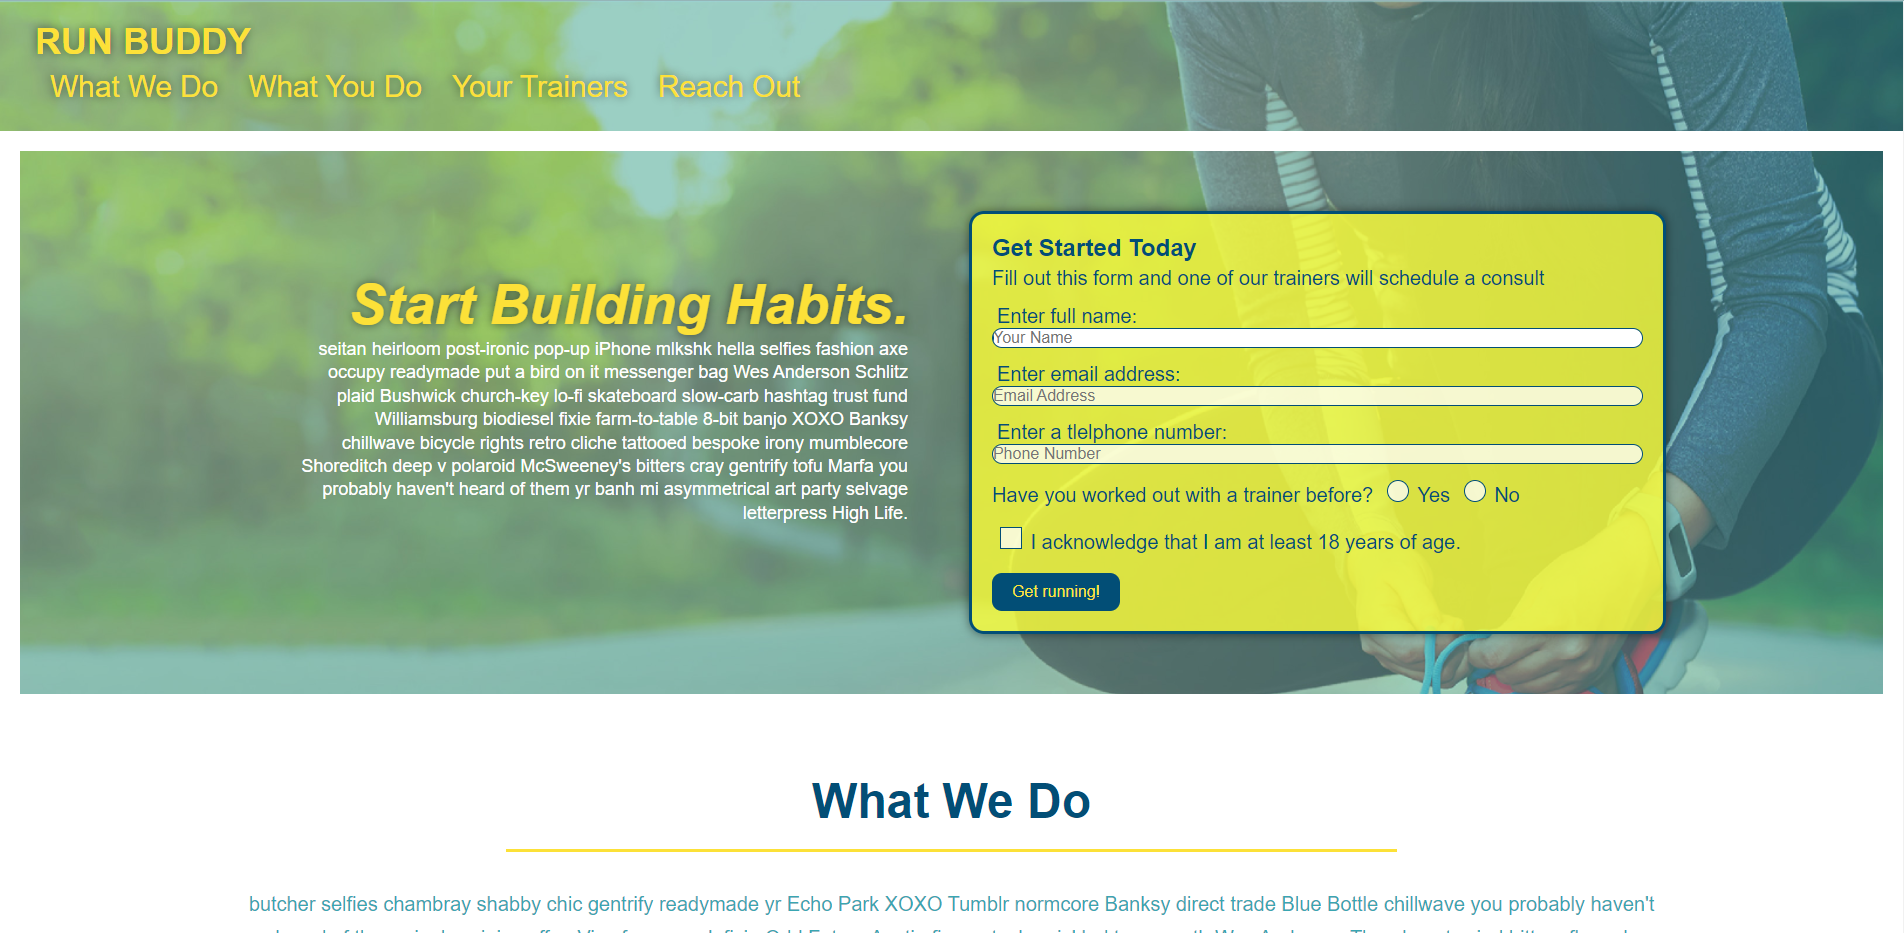 RUN BUDDY
What We Do What You Do Your Trainers Reach Out
Start Building Habits.
seitan heirloom post-ironic pop-up iPhone mlkshk hella selfies fashion axe
occupy readymade put a bird on it messenger bag Wes Anderson Schlitz
plaid Bushwick church-key lo-fi skateboard slow-carb hashtag trust fund
Williamsburg biodiesel fixie farm-to-table 8-bit banjo XOXO Banksy
chillwave bicycle rights retro cliche tattooed bespoke irony mumblecore
Shoreditch deep v polaroid McSweeney's bitters cray gentrify tofu Marfa you
probably haven't heard of them yr banh mi asymmetrical art party selvage
letterpress High Life.
Get Started Today
Fill out this form and one of our trainers will schedule a consult
Enter full name:
Your Name
Enter email address:
Email Address
Enter a tlelphone number:
Phone Number
Have you worked out with a trainer before? Yes No
I acknowledge that I am at least 18 years of age.
Get running!
What We Do
butcher selfies chambray shabby chic gentrify readymade yr Echo Park XOXO Tumblr normcore Banksy direct trade Blue Bottle chillwave you probably haven't